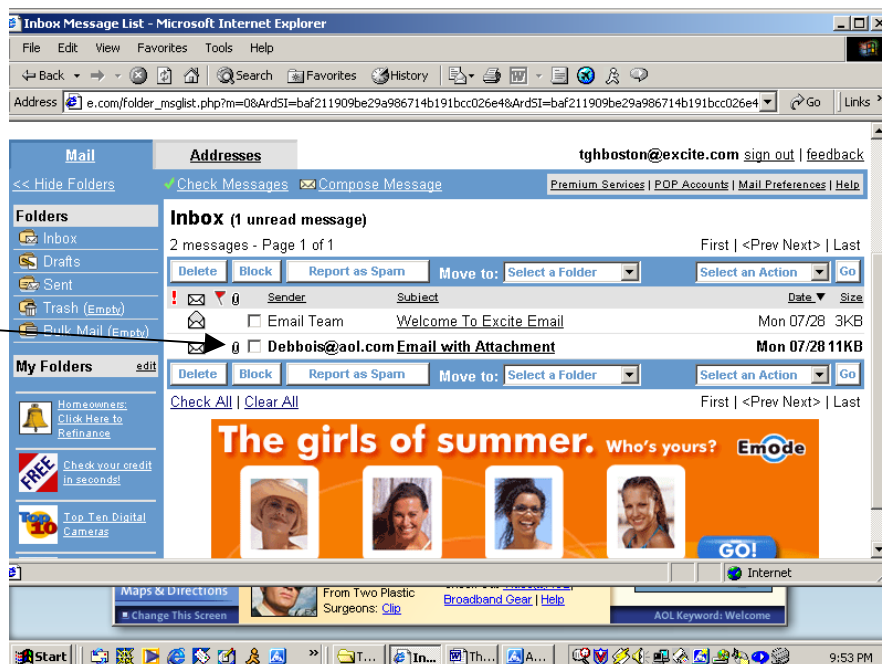 Inbox Message List - Microsoft Internet Explorer
File Edit View Favorites Tools Help
Back Search Favorites History
Address e.com/folder_msglist.php?m=0&ArdSI=baf211909be29a986714b191bcc026e48&ArdSI=baf211909be29a986714b191bcc026e4 Go Links »
Mail Addresses tghboston@excite.com sign out | feedback
<< Hide Folders Check Messages Compose Message Premium Services | POP Accounts | Mail Preferences | Help
Folders Inbox (1 unread message)
Inbox 2 messages - Page 1 of 1 First | <Prev Next> | Last
Drafts
Delete Block Report as Spam Move to: Select a Folder Select an Action Go
Sent
! Sender Subject Date Size
Trash (Empty) Email Team Welcome To Excite Email Mon 07/28 3KB
Bulk Mail (Empty)
Debbois@aol.com Email with Attachment Mon 07/28 11KB
My Folders edit
Delete Block Report as Spam Move to: Select a Folder Select an Action Go
Check All | Clear All First | <Prev Next> | Last
Homeowners:
Click Here to
Refinance
The girls of summer. Who's yours? Emode
FREE Check your credit
in seconds!
Top 10 Top Ten Digital
Cameras
GO!
Internet
Maps & Directions
From Two Plastic
Surgeons: Clip
Broadband Gear | Help
Change This Screen
AOL Keyword: Welcome
Start » T... In... Th... A... 9:53 PM